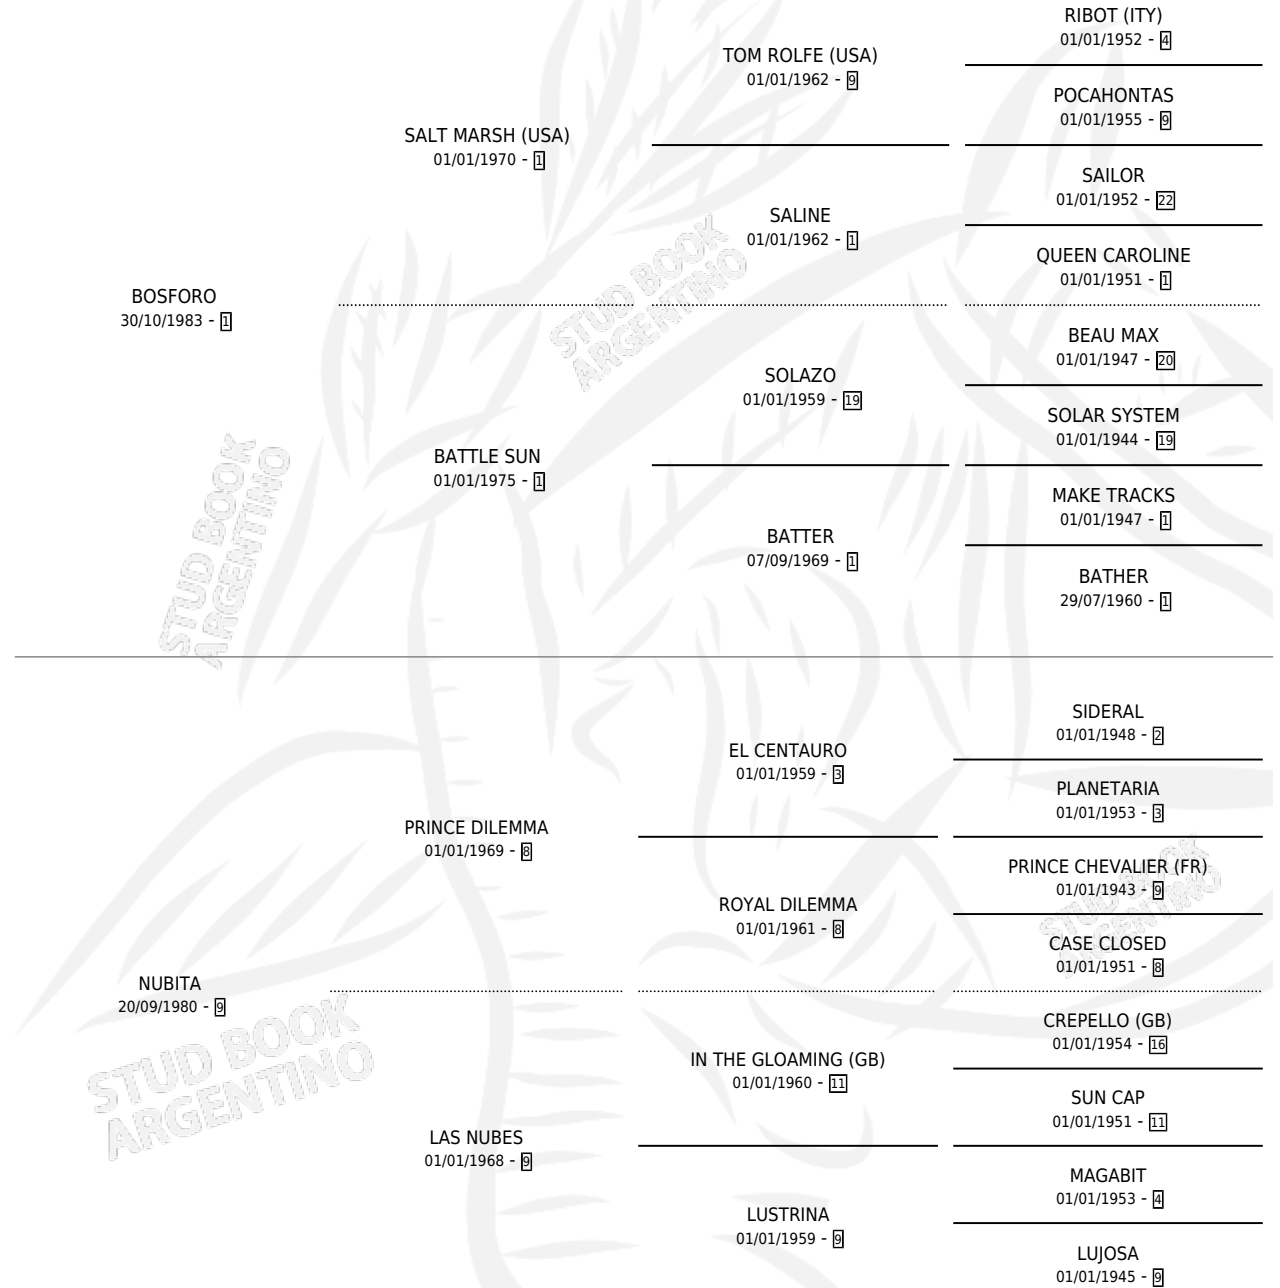 RIBOT (ITY)
01/01/1952 - 4
TOM ROLFE (USA)
01/01/1962 - 9
POCAHONTAS
01/01/1955 - 9
SALT MARSH (USA)
01/01/1970 - 1
SAILOR
01/01/1952 - 22
SALINE
01/01/1962 - 1
QUEEN CAROLINE
01/01/1951 - 1
BOSFORO
30/10/1983 - 1
BEAU MAX
01/01/1947 - 20
SOLAZO
01/01/1959 - 19
SOLAR SYSTEM
01/01/1944 - 19
BATTLE SUN
01/01/1975 - 1
MAKE TRACKS
01/01/1947 - 1
BATTER
07/09/1969 - 1
BATHER
29/07/1960 - 1
STUD BOOK
ARGENTINO
STUD BOOK
ARGENTINO
SIDERAL
01/01/1948 - 2
EL CENTAURO
01/01/1959 - 3
PLANETARIA
01/01/1953 - 3
PRINCE DILEMMA
01/01/1969 - 8
PRINCE CHEVALIER (FR)
01/01/1943 - 9
ROYAL DILEMMA
01/01/1961 - 8
CASE CLOSED
01/01/1951 - 8
NUBITA
20/09/1980 - 9
CREPELLO (GB)
01/01/1954 - 16
IN THE GLOAMING (GB)
01/01/1960 - 11
SUN CAP
01/01/1951 - 11
LAS NUBES
01/01/1968 - 9
MAGABIT
01/01/1953 - 4
LUSTRINA
01/01/1959 - 9
LUJOSA
01/01/1945 - 9
STUD BOOK
ARGENTINO
STUD BOOK
ARGENTINO